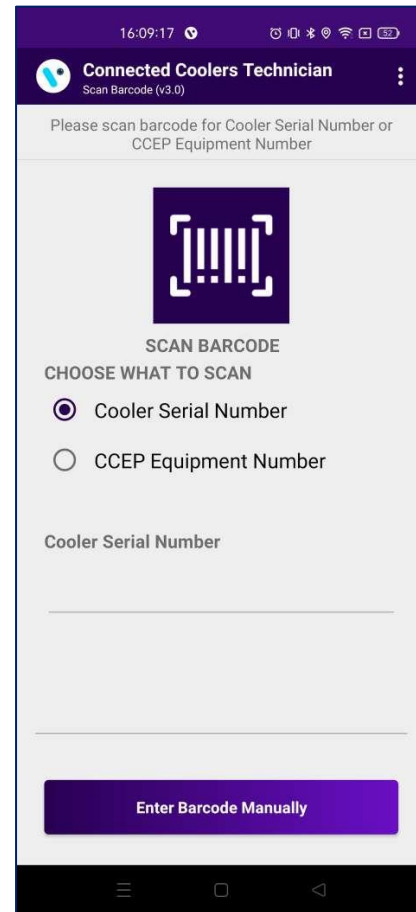 16:09:17
52
Connected Coolers Technician
Scan Barcode (v3.0)
Please scan barcode for Cooler Serial Number or
CCEP Equipment Number
SCAN BARCODE
CHOOSE WHAT TO SCAN
Cooler Serial Number
CCEP Equipment Number
Cooler Serial Number
Enter Barcode Manually